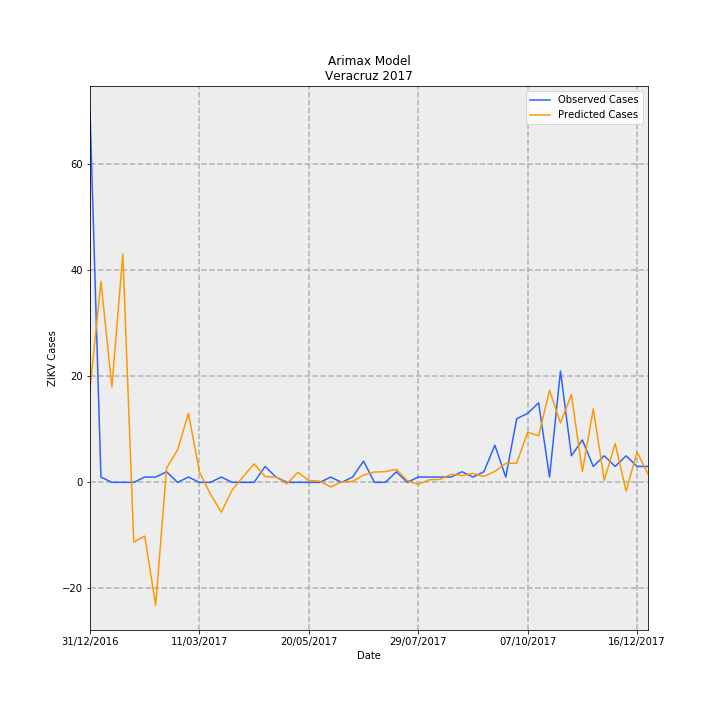 Arimax Model
Veracruz 2017
Observed Cases
Predicted Cases
ZIKV Cases
60
40
20
0
−20
31/12/2016
11/03/2017
20/05/2017
29/07/2017
07/10/2017
16/12/2017
Date